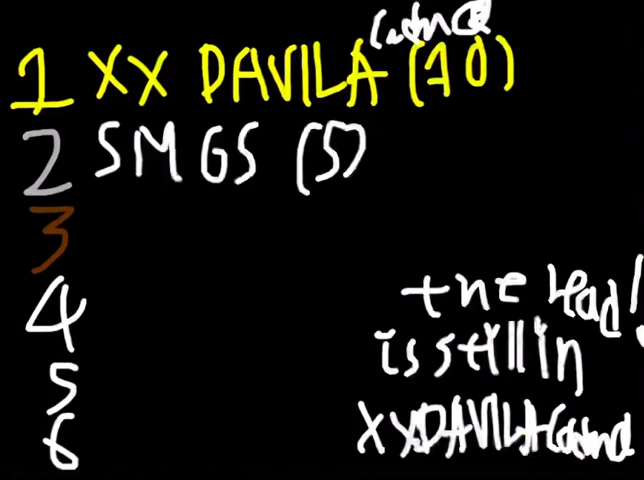 1 XX DAVILA (10)
2 SMGS (5)
3
4
5
6
the lead
is still in
XXDAVILA